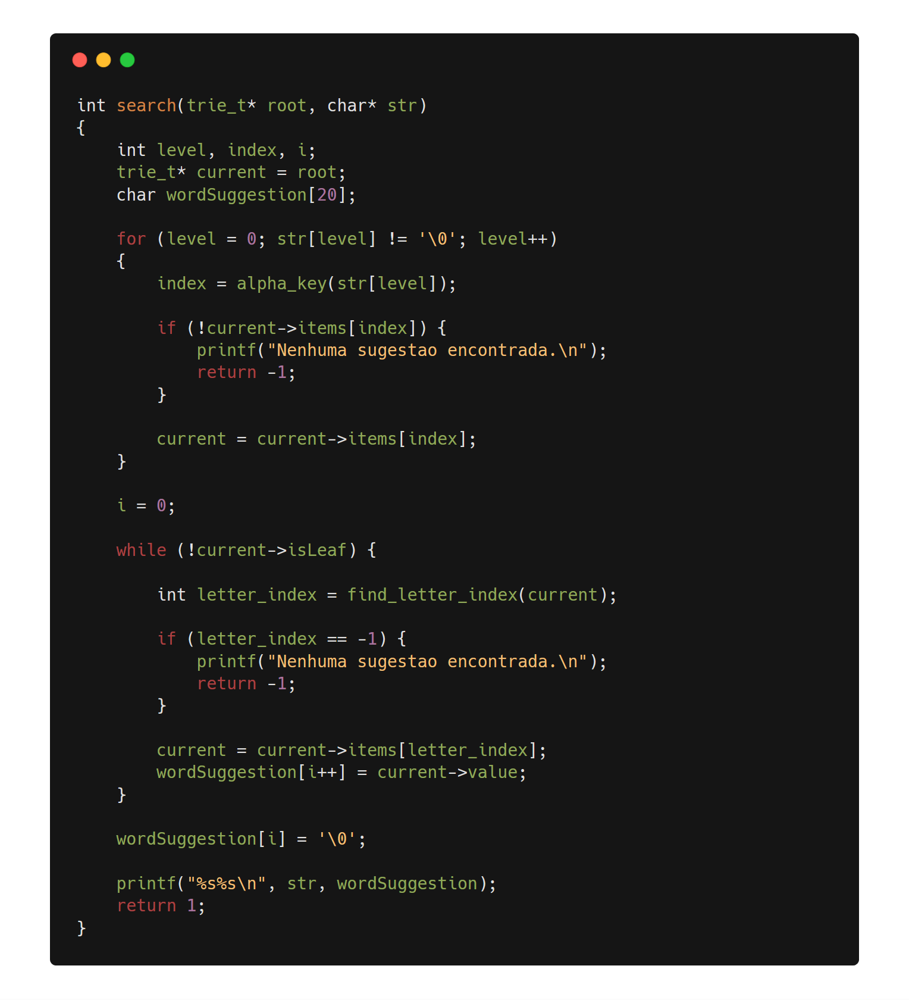 int search(trie_t* root, char* str)
{
    int level, index, i;
    trie_t* current = root;
    char wordSuggestion[20];

    for (level = 0; str[level] != '\0'; level++)
    {
        index = alpha_key(str[level]);

        if (!current->items[index]) {
            printf("Nenhuma sugestao encontrada.\n");
            return -1;
        }

        current = current->items[index];
    }

    i = 0;

    while (!current->isLeaf) {

        int letter_index = find_letter_index(current);

        if (letter_index == -1) {
            printf("Nenhuma sugestao encontrada.\n");
            return -1;
        }

        current = current->items[letter_index];
        wordSuggestion[i++] = current->value;
    }

    wordSuggestion[i] = '\0';

    printf("%s%s\n", str, wordSuggestion);
    return 1;
}